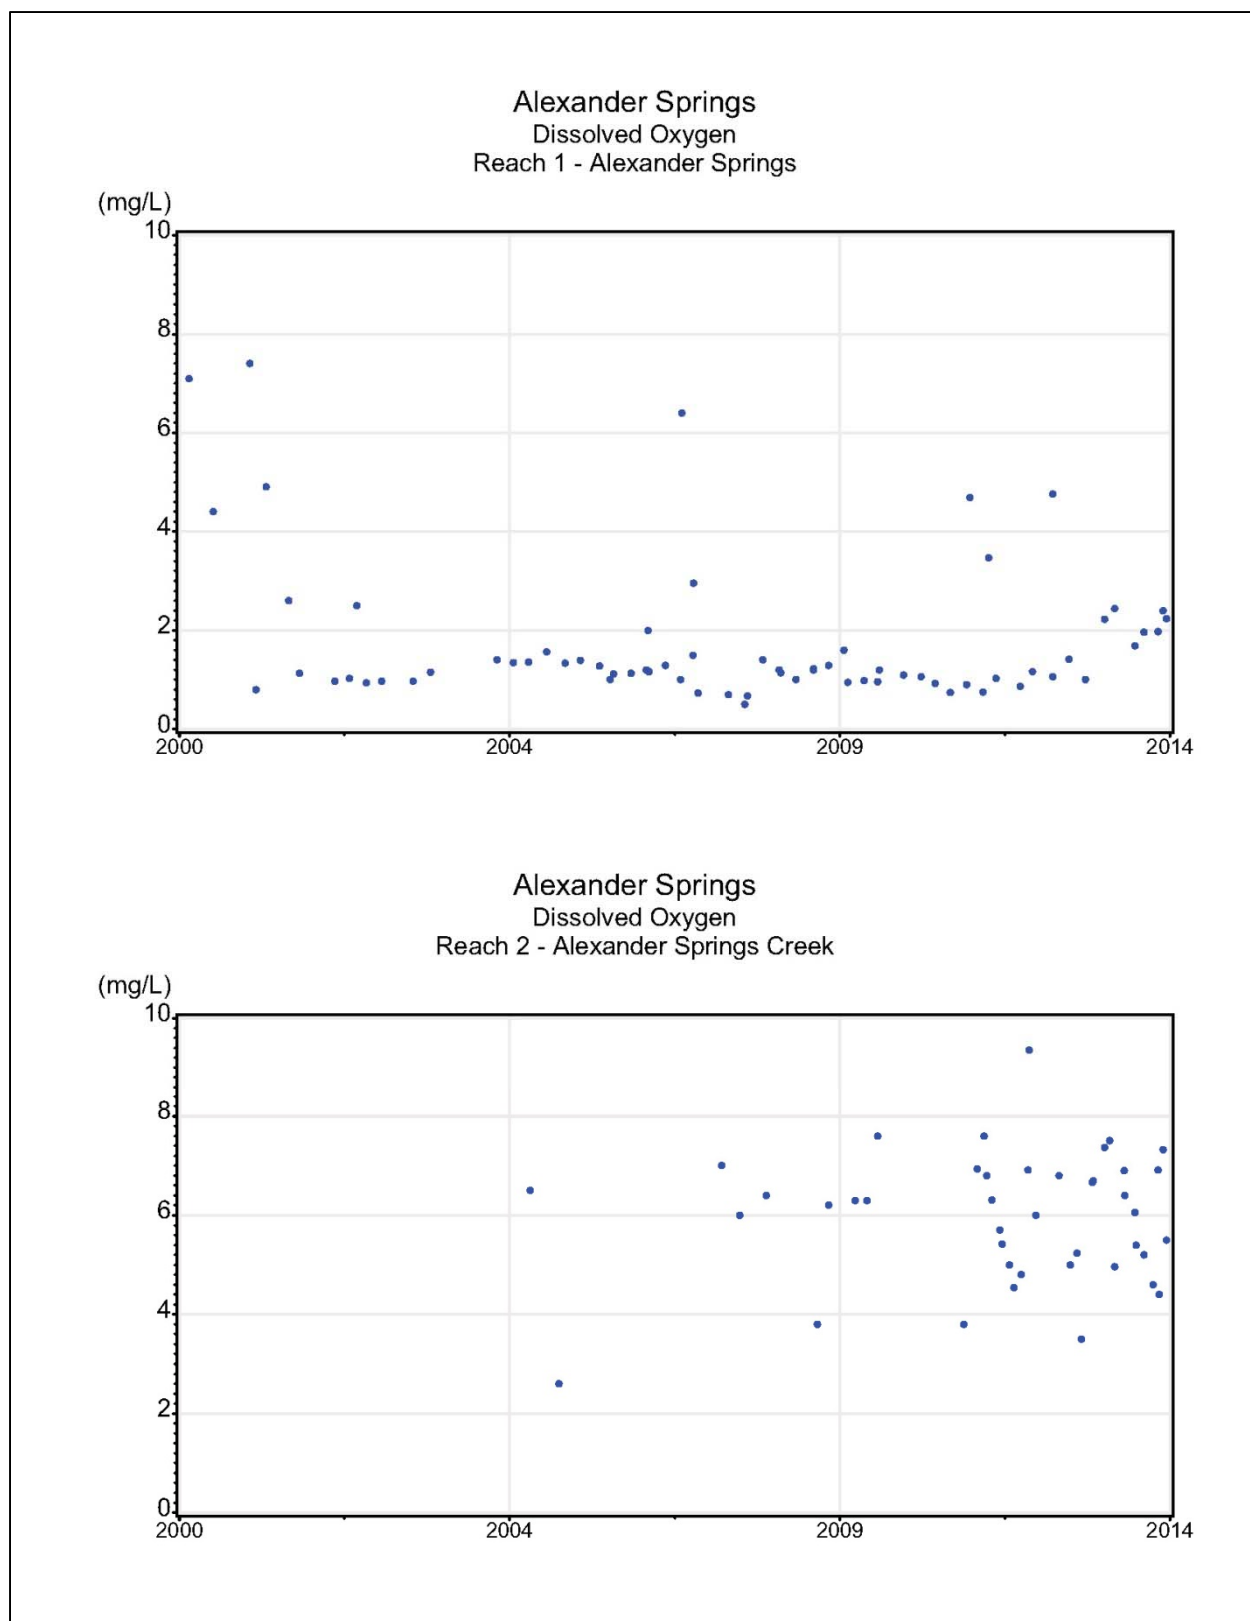 Alexander Springs
Dissolved Oxygen
Reach 1 - Alexander Springs
(mg/L)
10
8
6
4
2
0
2000 2004 2009 2014
Alexander Springs
Dissolved Oxygen
Reach 2 - Alexander Springs Creek
(mg/L)
10
8
6
4
2
0
2000 2004 2009 2014